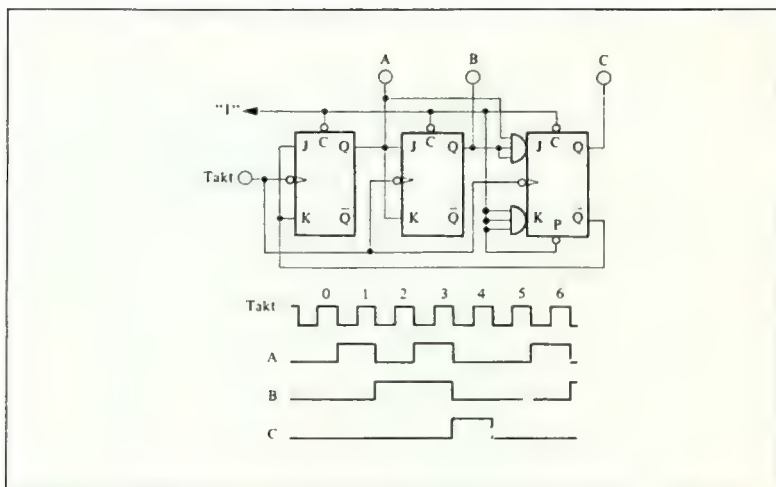 A B C
"1"
C C C
J Q J Q J Q
Takt
K Q̄ K Q̄ K Q̄
P
0 1 2 3 4 5 6
Takt
A
B
C